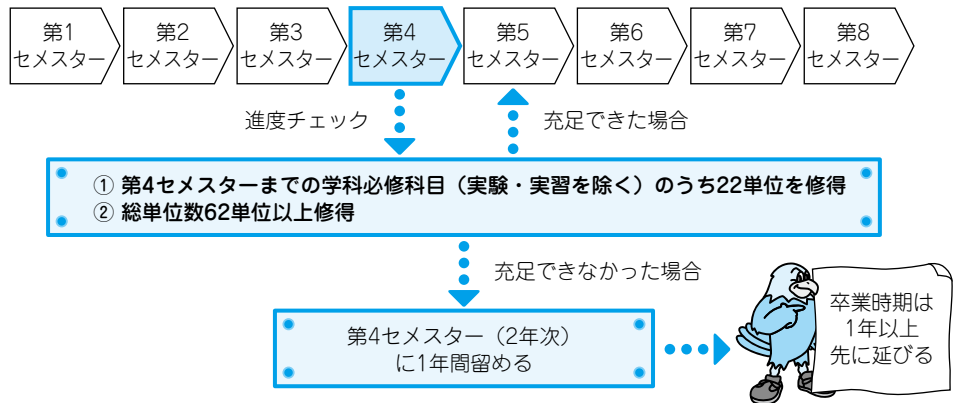 第1
セメスター
第2
セメスター
第3
セメスター
第4
セメスター
第5
セメスター
第6
セメスター
第7
セメスター
第8
セメスター
進度チェック
充足できた場合
① 第4セメスターまでの学科必修科目（実験・実習を除く）のうち22単位を修得
② 総単位数62単位以上修得
充足できなかった場合
第4セメスター（2年次）
に1年間留める
卒業時期は
1年以上
先に延びる